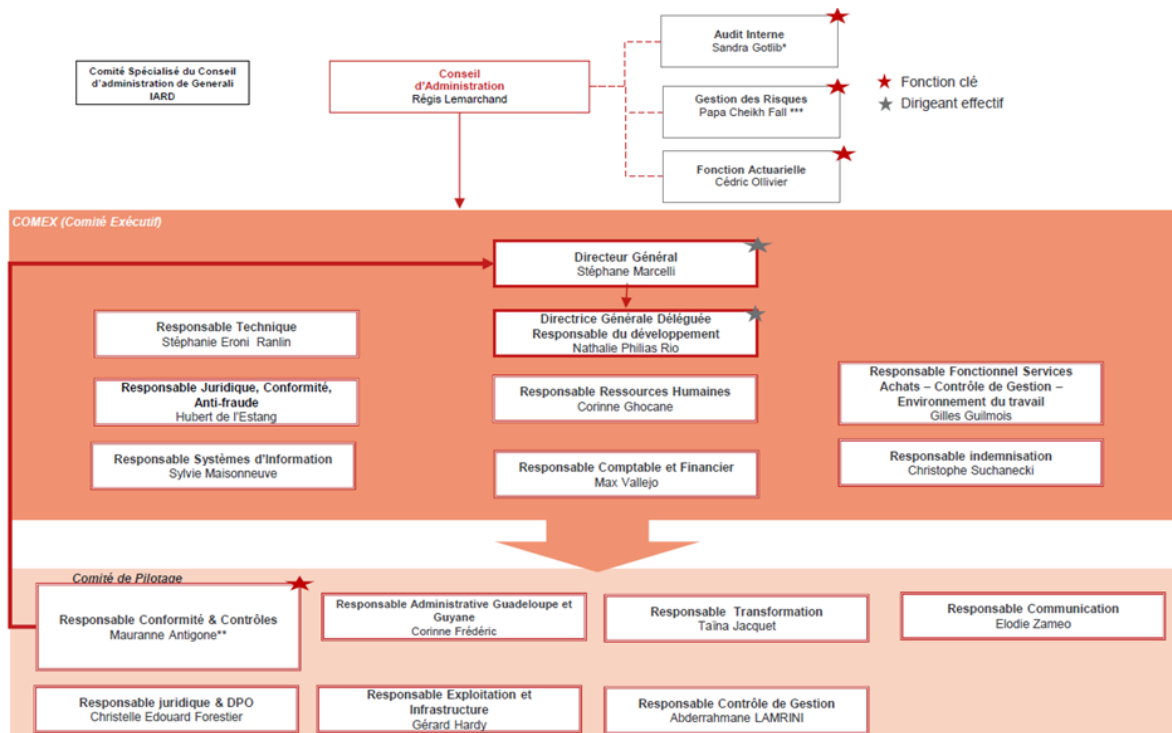 Comité Spécialisé du Conseil
d'administration de Generali
IARD
Conseil
d'Administration
Régis Lemarchand
Audit Interne
Sandra Gotlib*
Gestion des Risques
Papa Cheikh Fall ***
Fonction Actuarielle
Cédric Ollivier
Fonction clé
Dirigeant effectif
COMEX (Comité Exécutif)
Directeur Général
Stéphane Marcelli
Directrice Générale Déléguée
Responsable du développement
Nathalie Philias Rio
Responsable Technique
Stéphanie Eroni Ranlin
Responsable Juridique, Conformité,
Anti-fraude
Hubert de l'Estang
Responsable Ressources Humaines
Corinne Ghocane
Responsable Fonctionnel Services
Achats – Contrôle de Gestion –
Environnement du travail
Gilles Guilmois
Responsable Systèmes d'Information
Sylvie Maisonneuve
Responsable Comptable et Financier
Max Vallejo
Responsable indemnisation
Christophe Suchanecki
Comité de Pilotage
Responsable Conformité & Contrôles
Mauranne Antigone**
Responsable Administrative Guadeloupe et
Guyane
Corinne Frédéric
Responsable Transformation
Taïna Jacquet
Responsable Communication
Elodie Zameo
Responsable juridique & DPO
Christelle Edouard Forestier
Responsable Exploitation et
Infrastructure
Gérard Hardy
Responsable Contrôle de Gestion
Abderrahmane LAMRINI